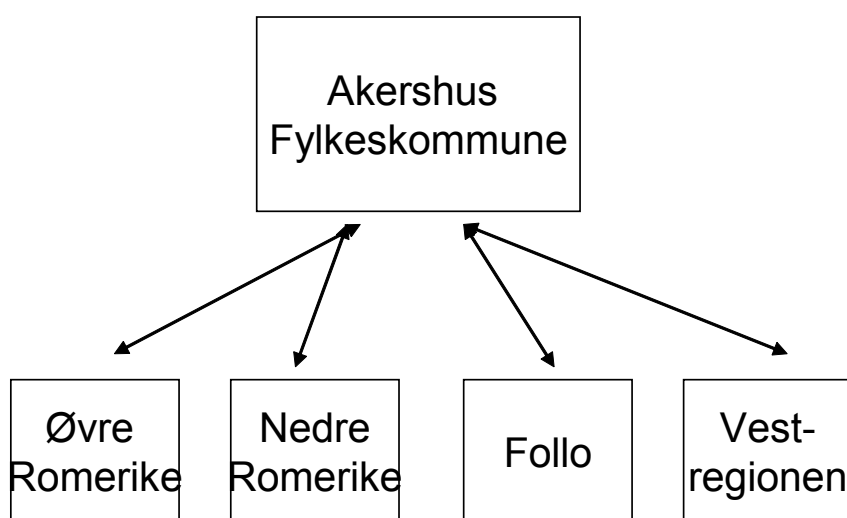 Akershus
Fylkeskommune
Øvre
Romerike
Nedre
Romerike
Follo
Vest-
regionen